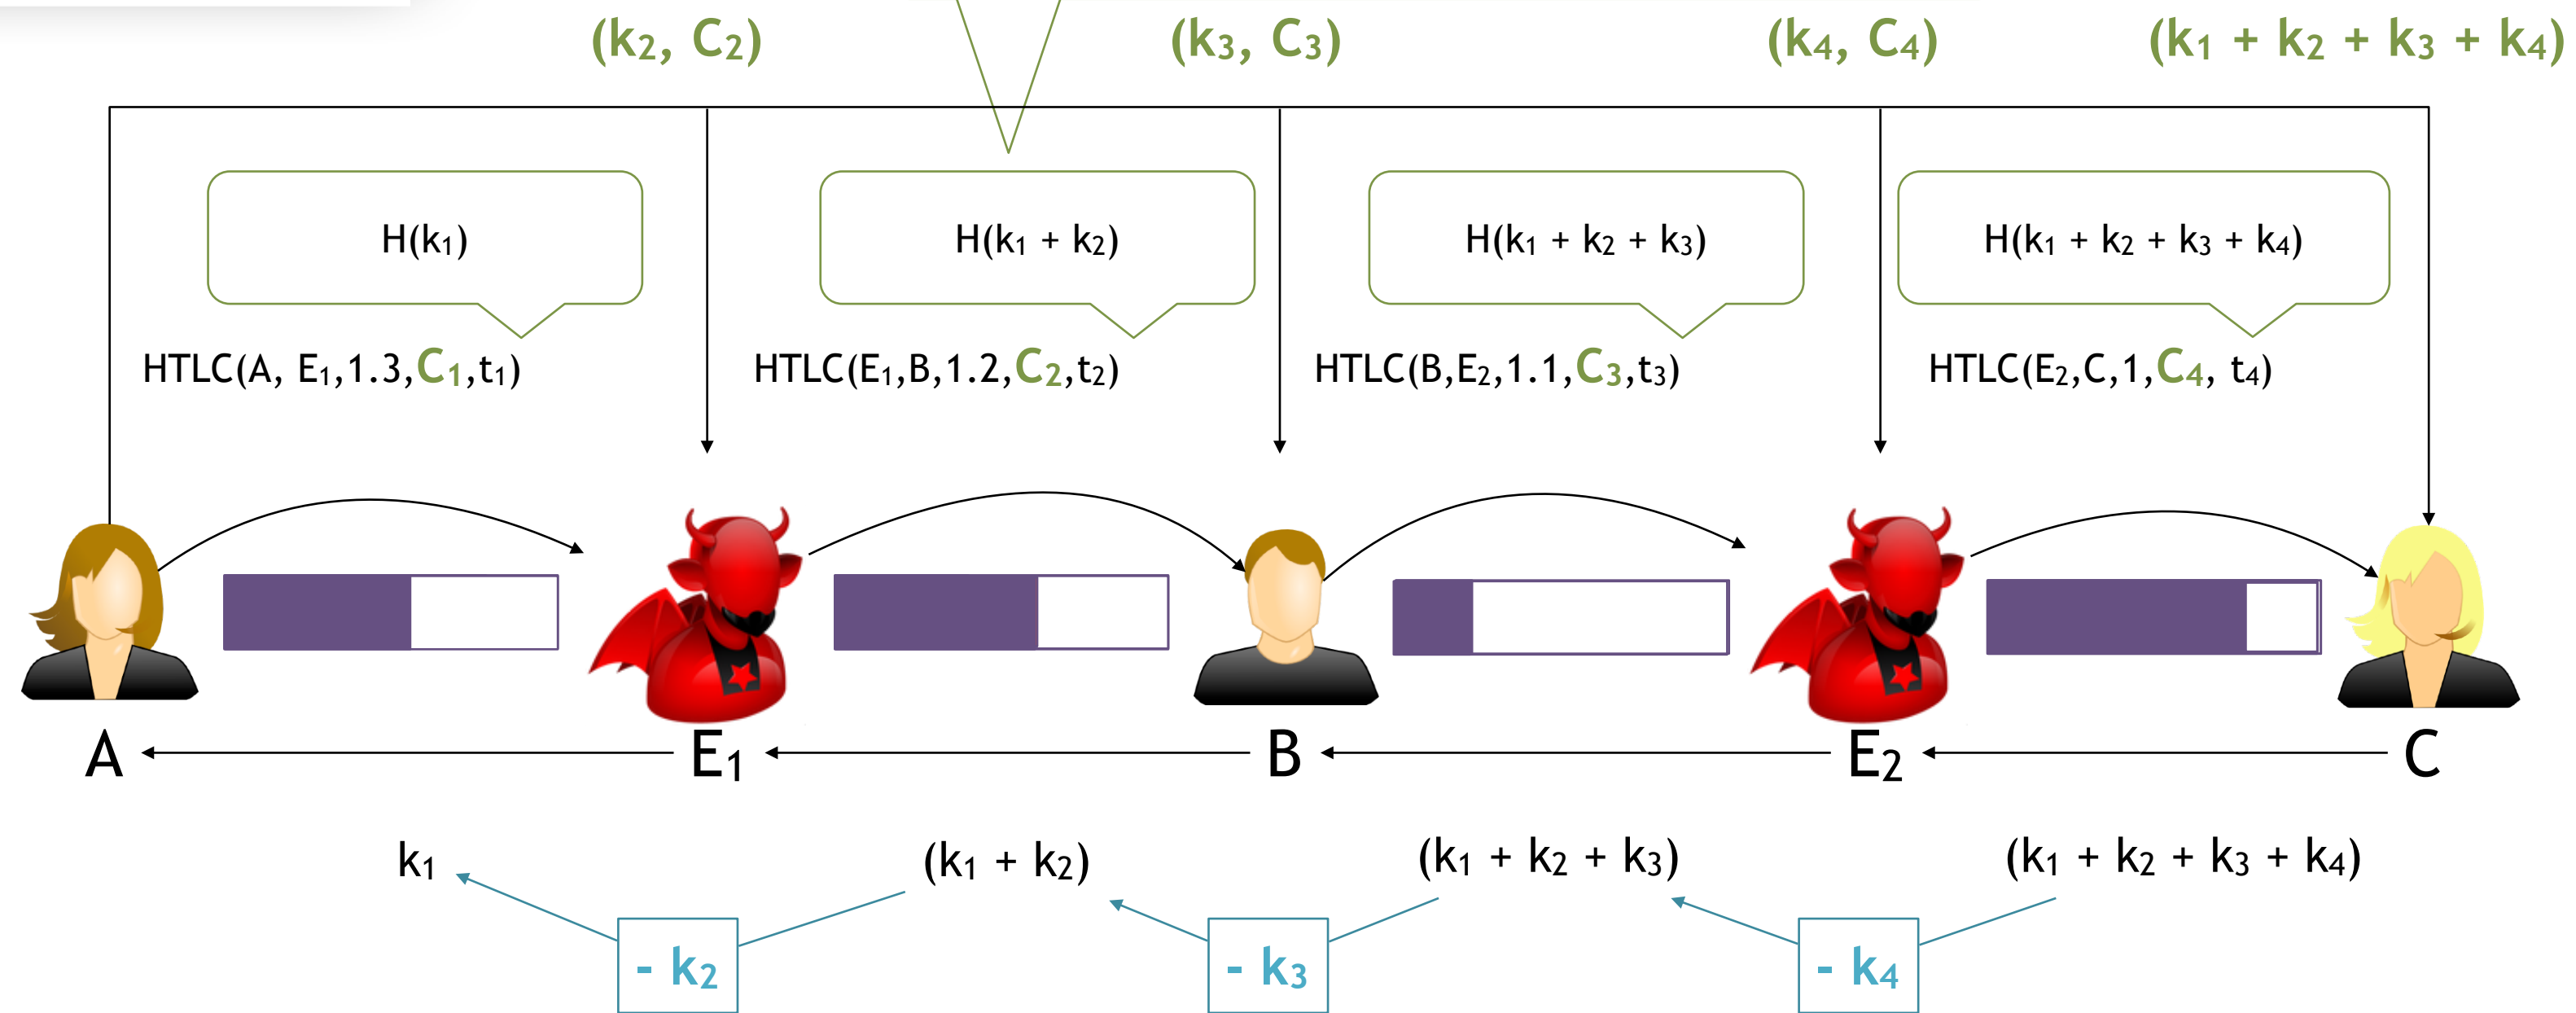 (k₂, C₂)
(k₃, C₃)
(k₄, C₄)
(k₁ + k₂ + k₃ + k₄)
H(k₁)
H(k₁ + k₂)
H(k₁ + k₂ + k₃)
H(k₁ + k₂ + k₃ + k₄)
HTLC(A, E₁,1.3,C₁,t₁)
HTLC(E₁,B,1.2,C₂,t₂)
HTLC(B,E₂,1.1,C₃,t₃)
HTLC(E₂,C,1,C₄, t₄)
A
E₁
B
E₂
C
k₁
(k₁ + k₂)
(k₁ + k₂ + k₃)
(k₁ + k₂ + k₃ + k₄)
- k₂
- k₃
- k₄